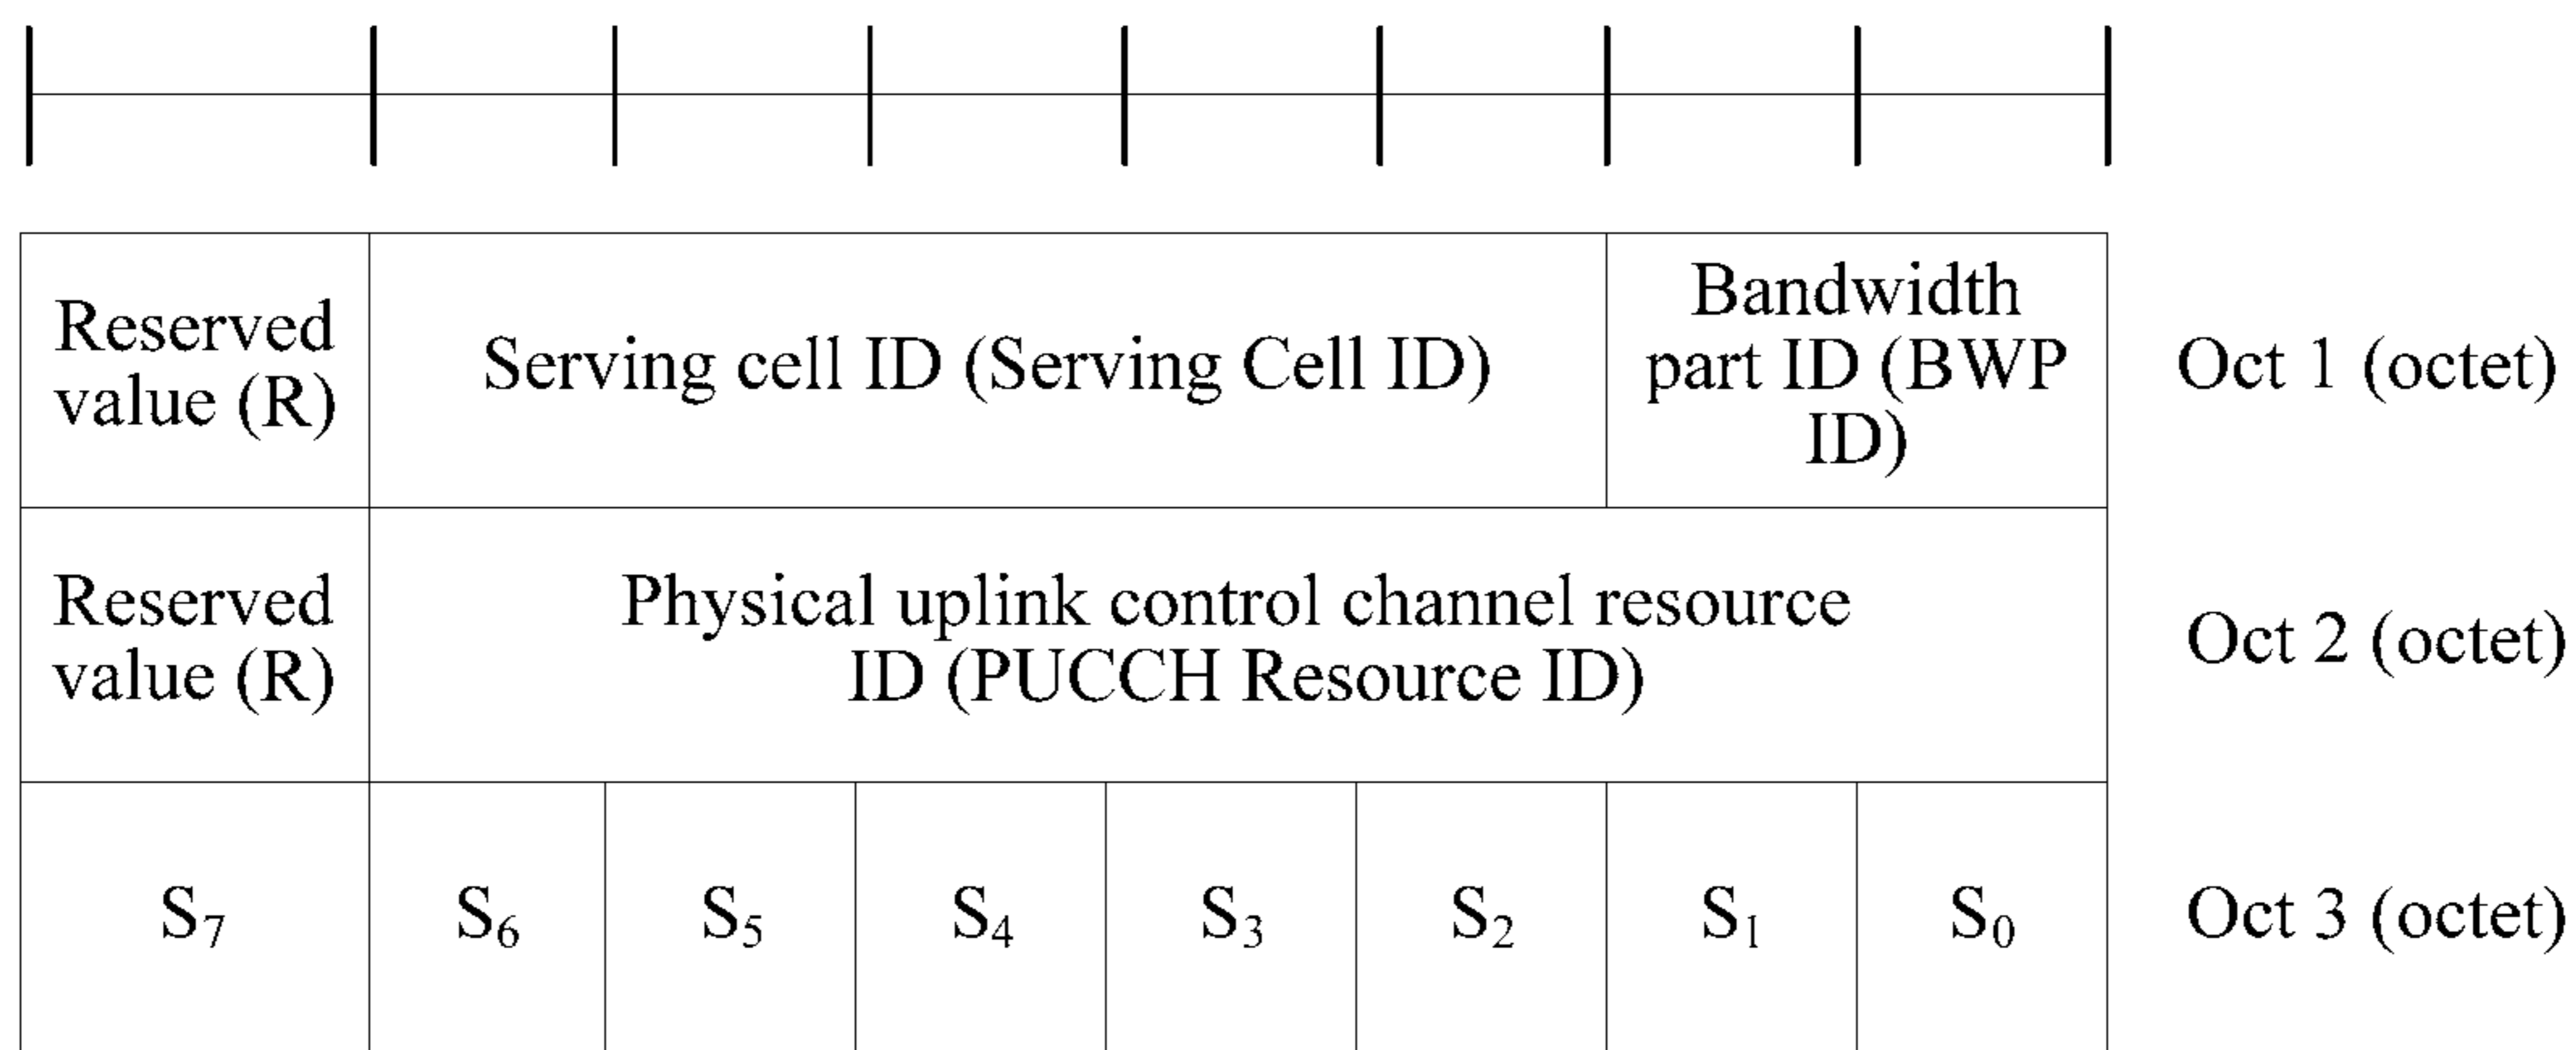 Reserved value (R)
Serving cell ID (Serving Cell ID)
Bandwidth part ID (BWP ID)
Oct 1 (octet)
Reserved value (R)
Physical uplink control channel resource
ID (PUCCH Resource ID)
Oct 2 (octet)
S₇ S₆ S₅ S₄ S₃ S₂ S₁ S₀ Oct 3 (octet)